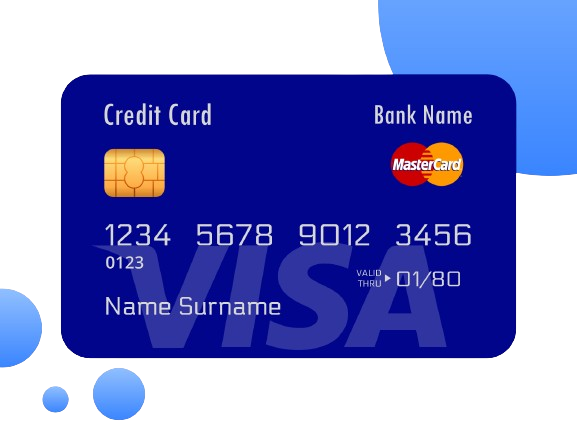 Credit Card
Bank Name
MasterCard
1234 5678 9012 3456
0123
VALID THRU 01/80
Name Surname
VISA